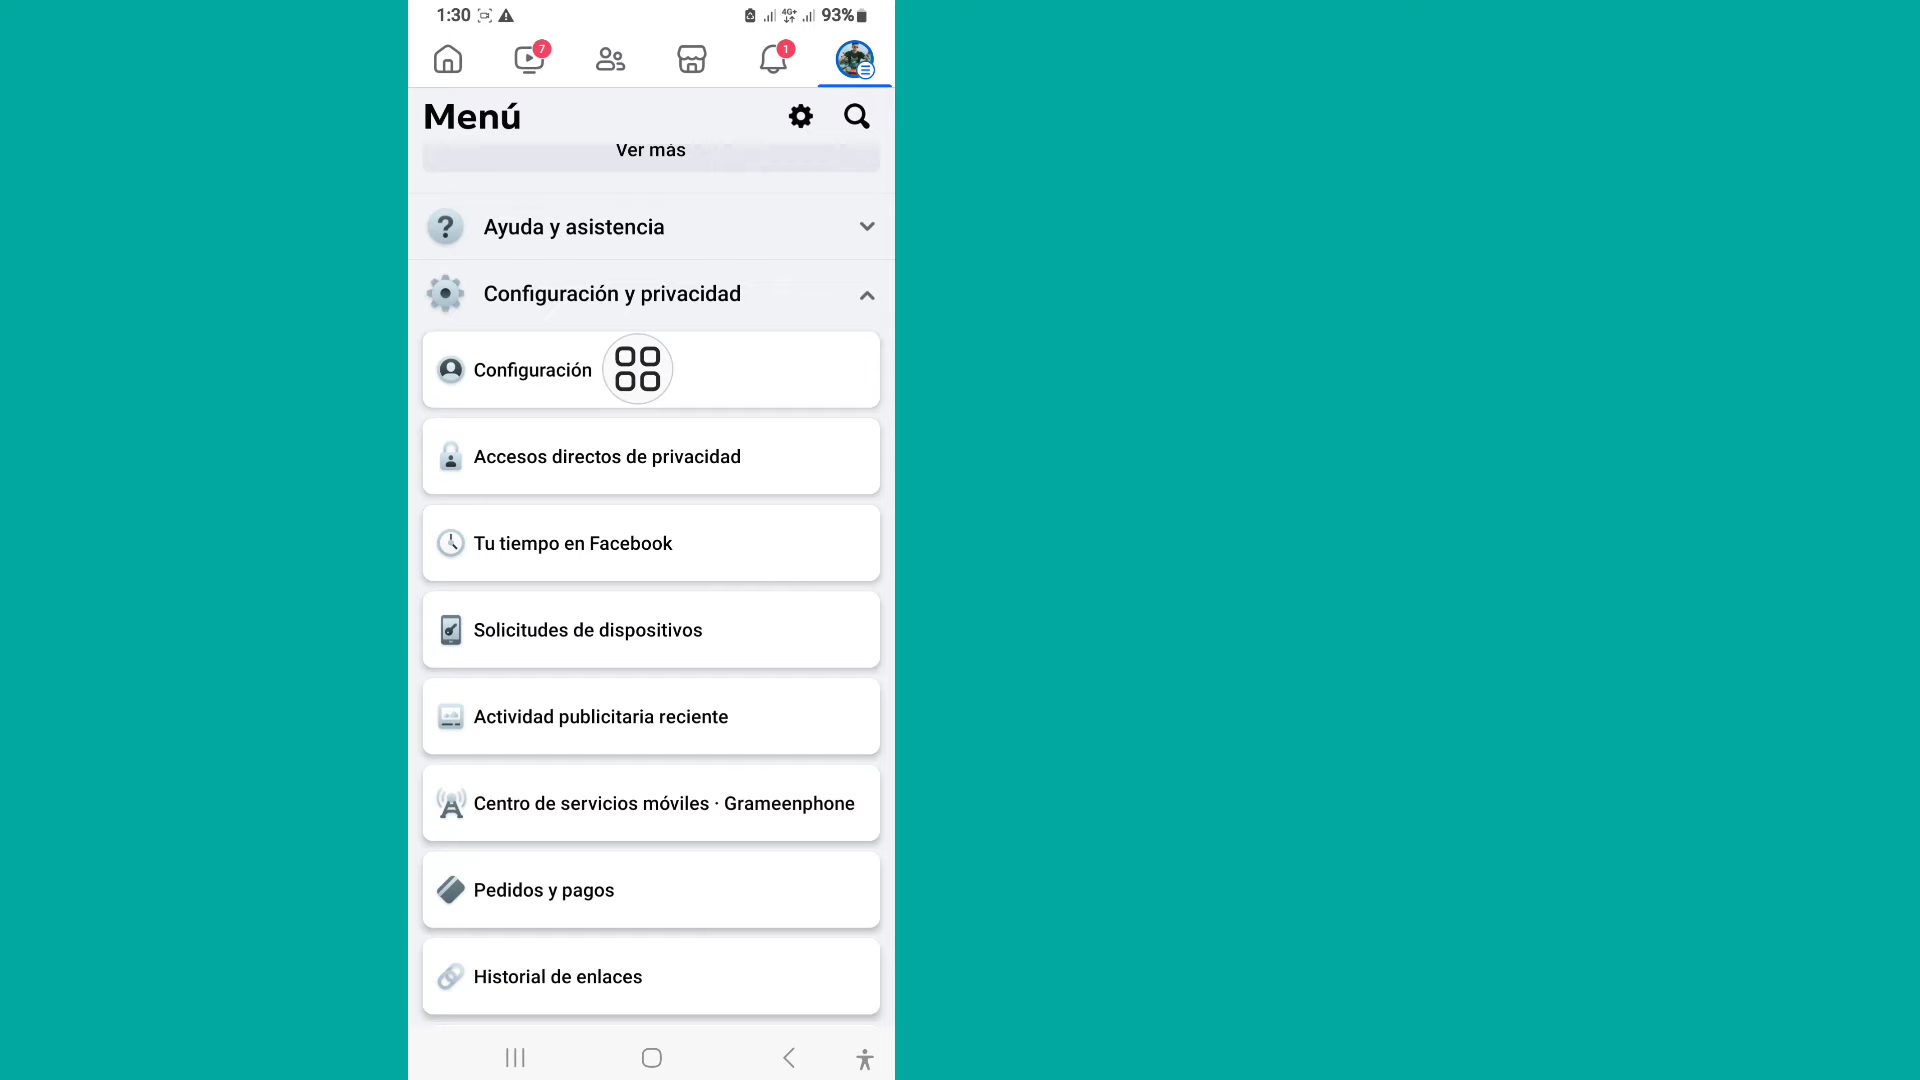 1:30
4G+
93%
7
1
Menú
Ver más
Ayuda y asistencia
Configuración y privacidad
Configuración
Accesos directos de privacidad
Tu tiempo en Facebook
Solicitudes de dispositivos
Actividad publicitaria reciente
Centro de servicios móviles · Grameenphone
Pedidos y pagos
Historial de enlaces